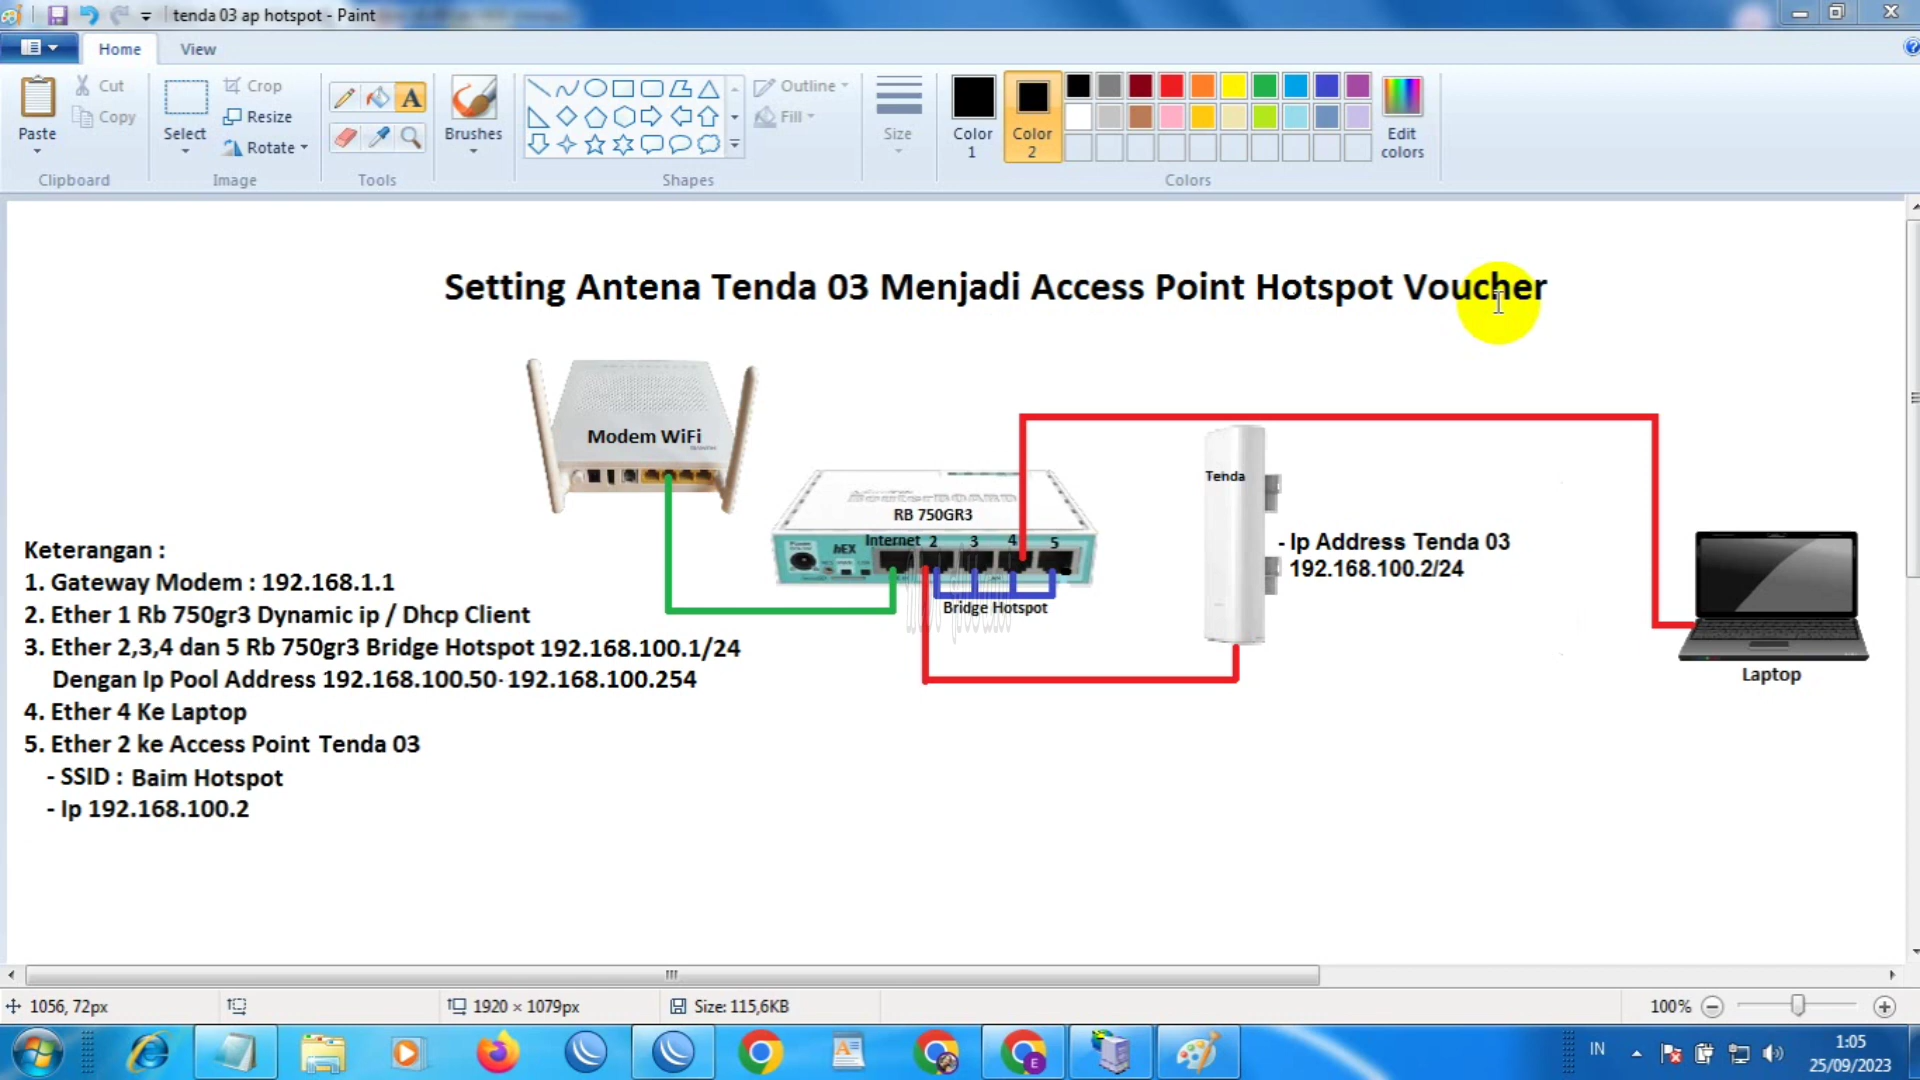 tenda 03 ap hotspot - Paint
Home
View
Paste
Cut
Copy
Clipboard
Select
Crop
Resize
Rotate
Image
A
Tools
Brushes
Shapes
Outline
Fill
Size
Color
1
Color
2
Edit
colors
Colors
Setting Antena Tenda 03 Menjadi Access Point Hotspot Voucher
Modem WiFi
RouterBOARD
RB 750GR3
Internet 2 3 4 5
Power
hEX
Bridge Hotspot
Tenda
- Ip Address Tenda 03
192.168.100.2/24
Laptop
Keterangan :
1. Gateway Modem : 192.168.1.1
2. Ether 1 Rb 750gr3 Dynamic ip / Dhcp Client
3. Ether 2,3,4 dan 5 Rb 750gr3 Bridge Hotspot 192.168.100.1/24
Dengan Ip Pool Address 192.168.100.50- 192.168.100.254
4. Ether 4 Ke Laptop
5. Ether 2 ke Access Point Tenda 03
- SSID : Baim Hotspot
- Ip 192.168.100.2
1056, 72px
1920 × 1079px
Size: 115,6KB
100%
IN
1:05
25/09/2023